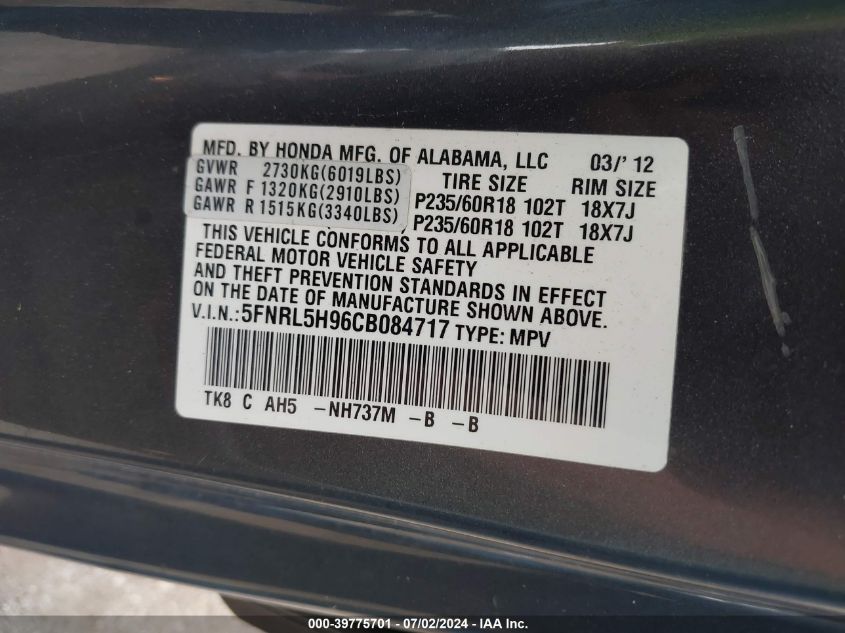 MFD. BY HONDA MFG. OF ALABAMA, LLC 03/'12
GVWR 2730KG(6019LBS) TIRE SIZE RIM SIZE
GAWR F 1320KG(2910LBS) P235/60R18 102T 18X7J
GAWR R 1515KG(3340LBS) P235/60R18 102T 18X7J
THIS VEHICLE CONFORMS TO ALL APPLICABLE
FEDERAL MOTOR VEHICLE SAFETY
AND THEFT PREVENTION STANDARDS IN EFFECT
ON THE DATE OF MANUFACTURE SHOWN ABOVE.
V.I.N.:5FNRL5H96CB084717 TYPE: MPV
TK8 C AH5 -NH737M -B -B
000-39775701 - 07/02/2024 - IAA Inc.